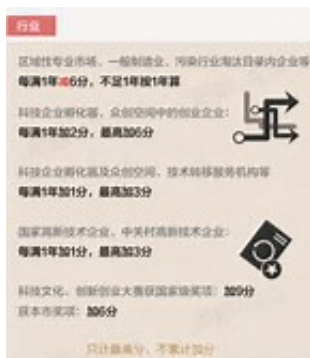 行业
区域性专业市场、一般制造业、污染行业淘汰目录内企业等
每满1年减6分，不足1年按1年算
科技企业孵化器、众创空间中的创业企业：
每满1年加2分，最高加6分
科技企业孵化器及众创空间、技术转移服务机构等
每满1年加1分，最高加3分
国家高新技术企业、中关村高新技术企业：
每满1年加1分，最高加3分
科技文化、创新创业大赛获国家级奖项：加9分
获本市奖项：加6分
只计最高分，不累计加分